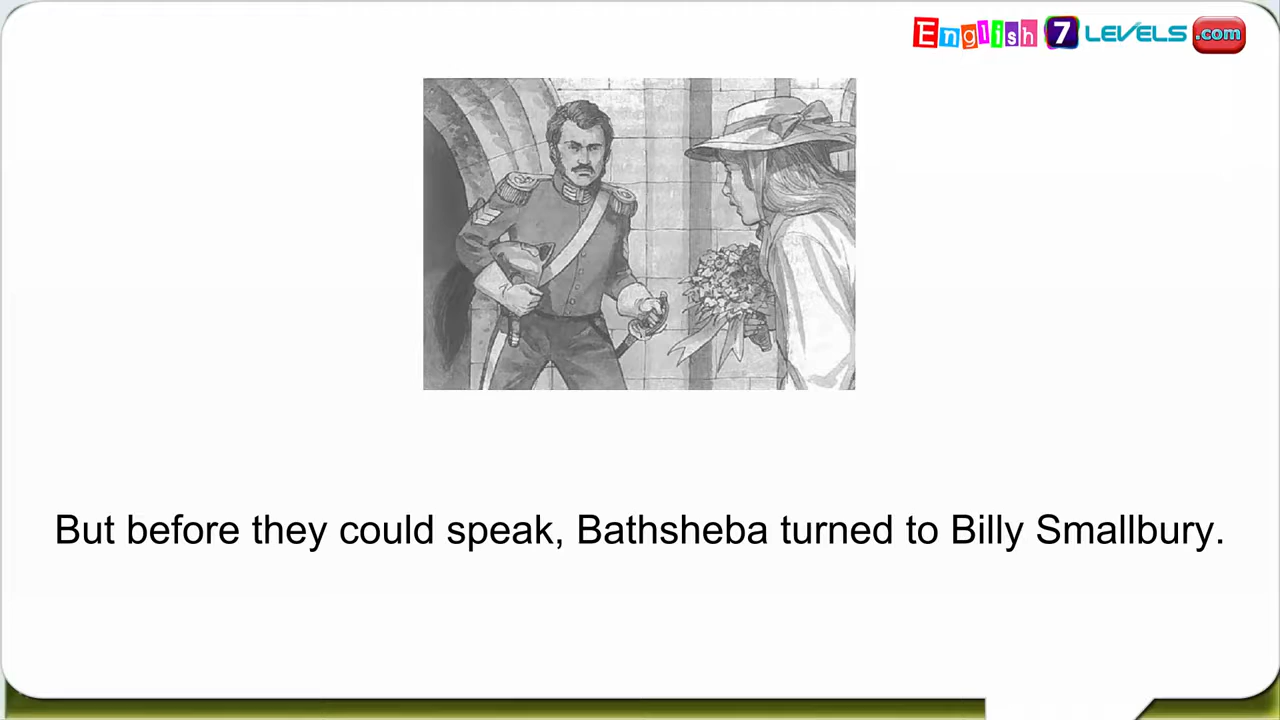 English 7 LEVELS .com
But before they could speak, Bathsheba turned to Billy Smallbury.